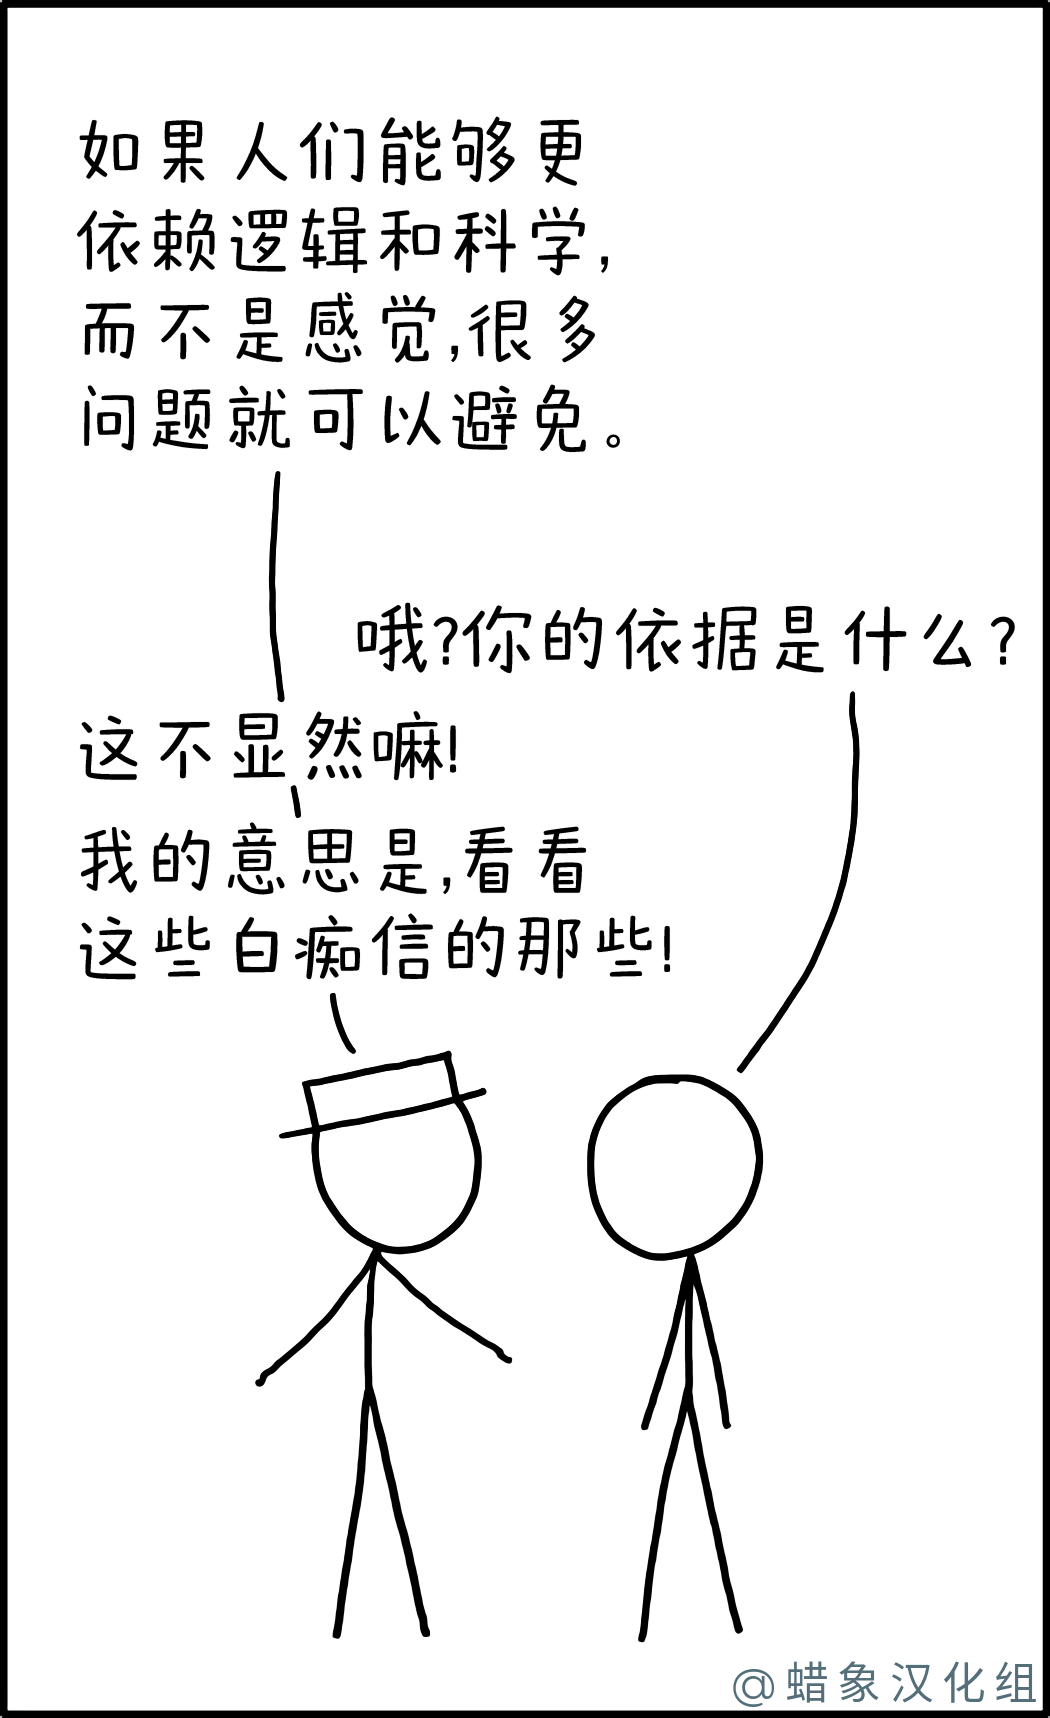 如果人们能够更
依赖逻辑和科学,
而不是感觉,很多
问题就可以避免。
哦?你的依据是什么?
这不显然嘛!
我的意思是,看看
这些白痴信的那些!
@蜡象汉化组